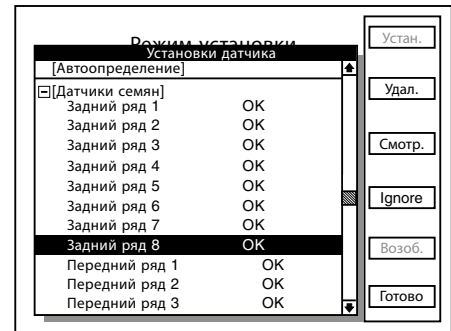 Режим установки
Установки датчика
[Автоопределение]
[Датчики семян]
Задний ряд 1 OK
Задний ряд 2 OK
Задний ряд 3 OK
Задний ряд 4 OK
Задний ряд 5 OK
Задний ряд 6 OK
Задний ряд 7 OK
Задний ряд 8 OK
Передний ряд 1 OK
Передний ряд 2 OK
Передний ряд 3 OK
Устан.
Удал.
Смотр.
Ignore
Возоб.
Готово